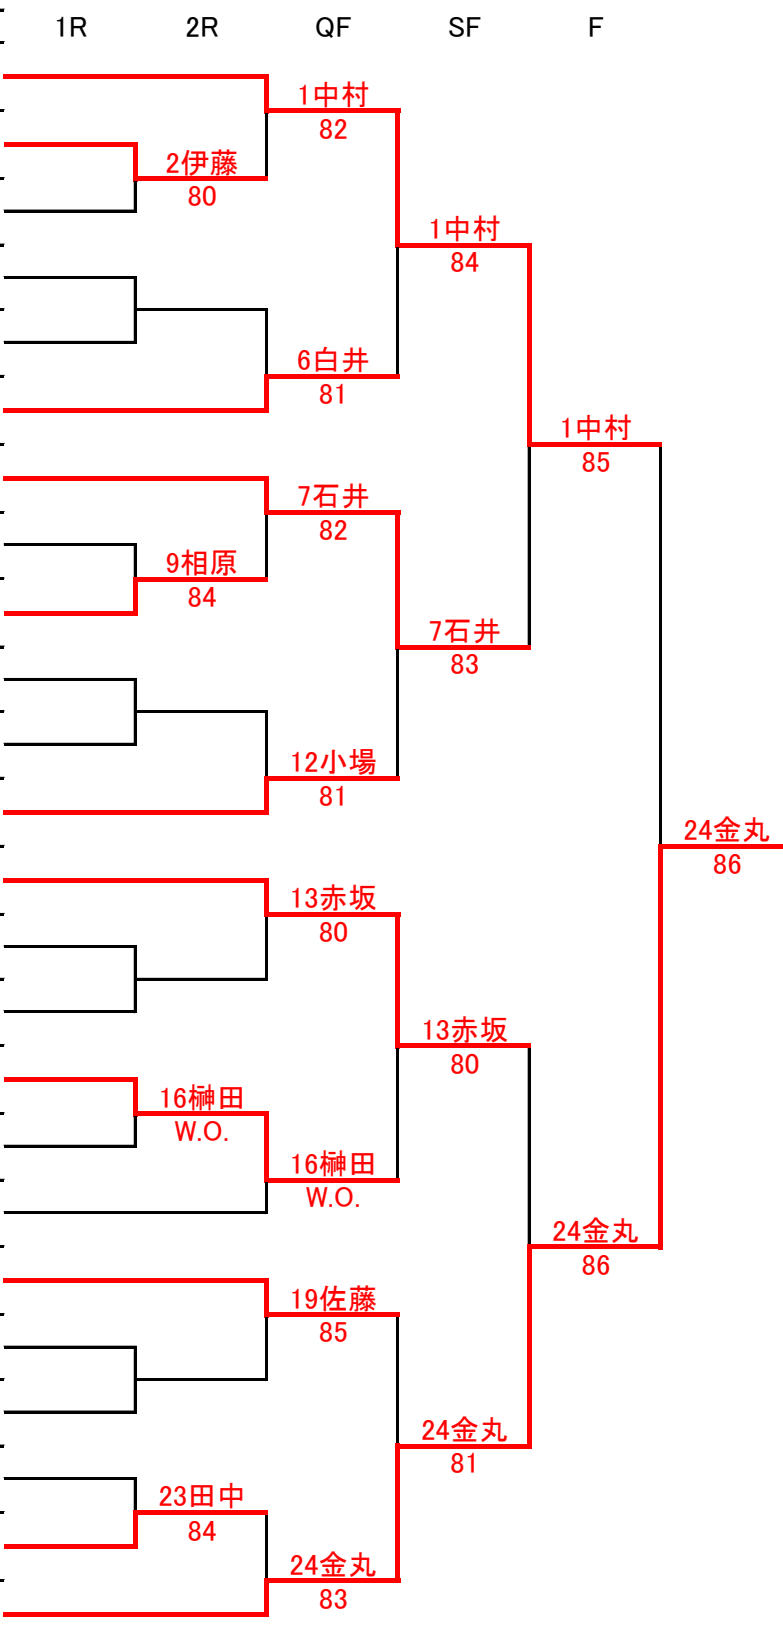 1R 2R QF SF F
1中村
82
2伊藤
80
1中村
84
6白井
81
1中村
85
7石井
82
9相原
84
7石井
83
12小場
81
24金丸
86
13赤坂
80
13赤坂
80
16榊田
W.O.
16榊田
W.O.
24金丸
86
19佐藤
85
24金丸
81
23田中
84
24金丸
83